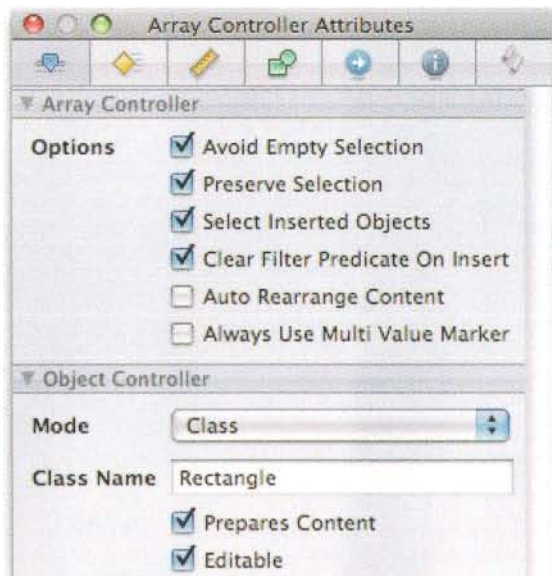 Array Controller Attributes
Array Controller
Options
Avoid Empty Selection
Preserve Selection
Select Inserted Objects
Clear Filter Predicate On Insert
Auto Rearrange Content
Always Use Multi Value Marker
Object Controller
Mode
Class
Class Name
Rectangle
Prepares Content
Editable